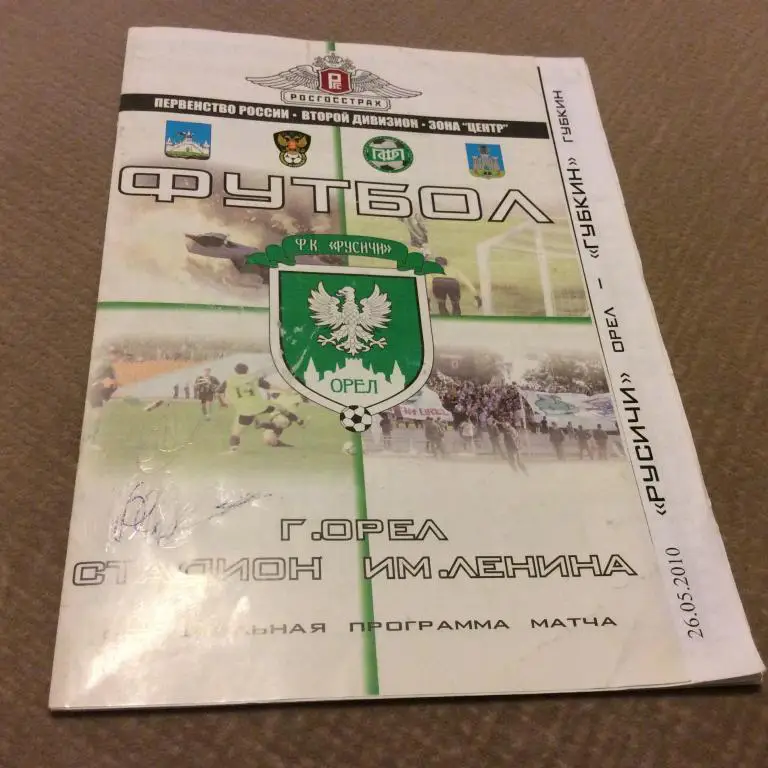 РОСГОССТРАХ
ПЕРВЕНСТВО РОССИИ • ВТОРОЙ ДИВИЗИОН • ЗОНА "ЦЕНТР"
ФУТБОЛ
Ф.К. «РУСИЧИ»
ОРЕЛ
Г.ОРЕЛ
СТАДИОН ИМ.ЛЕНИНА
ПРОГРАММА МАТЧА
«РУСИЧИ» ОРЕЛ – «ГУБКИН» ГУБКИН
26.05.2010